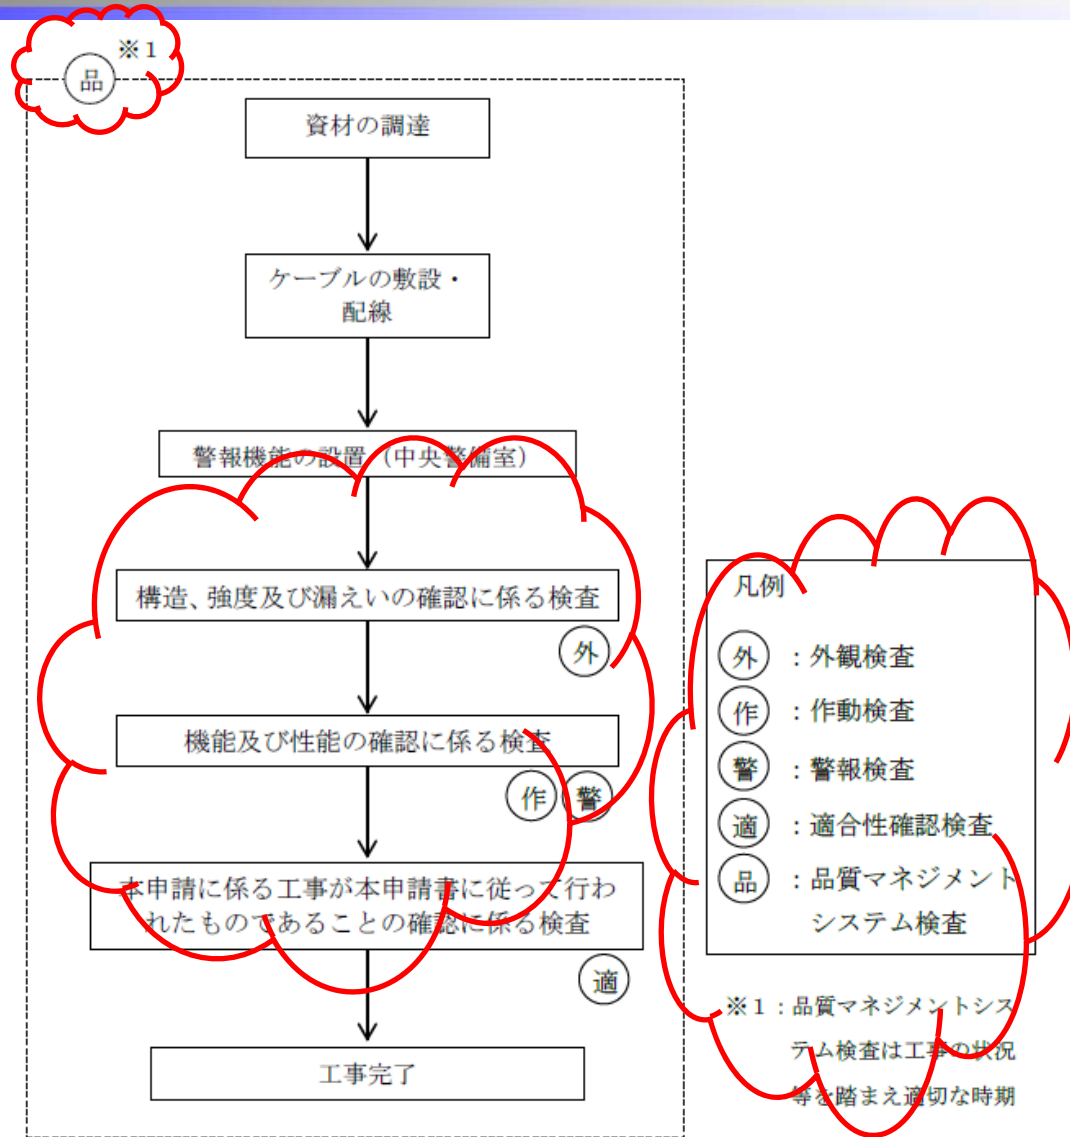 ※1
品
資材の調達
ケーブルの敷設・
配線
警報機能の設置（中央警備室）
構造、強度及び漏えいの確認に係る検査
外
機能及び性能の確認に係る検査
作 警
本申請に係る工事が本申請書に従って行わ
れたものであることの確認に係る検査
適
工事完了
凡例
外 ：外観検査
作 ：作動検査
警 ：警報検査
適 ：適合性確認検査
品 ：品質マネジメント
システム検査
※1：品質マネジメントシス
テム検査は工事の状況
等を踏まえ適切な時期